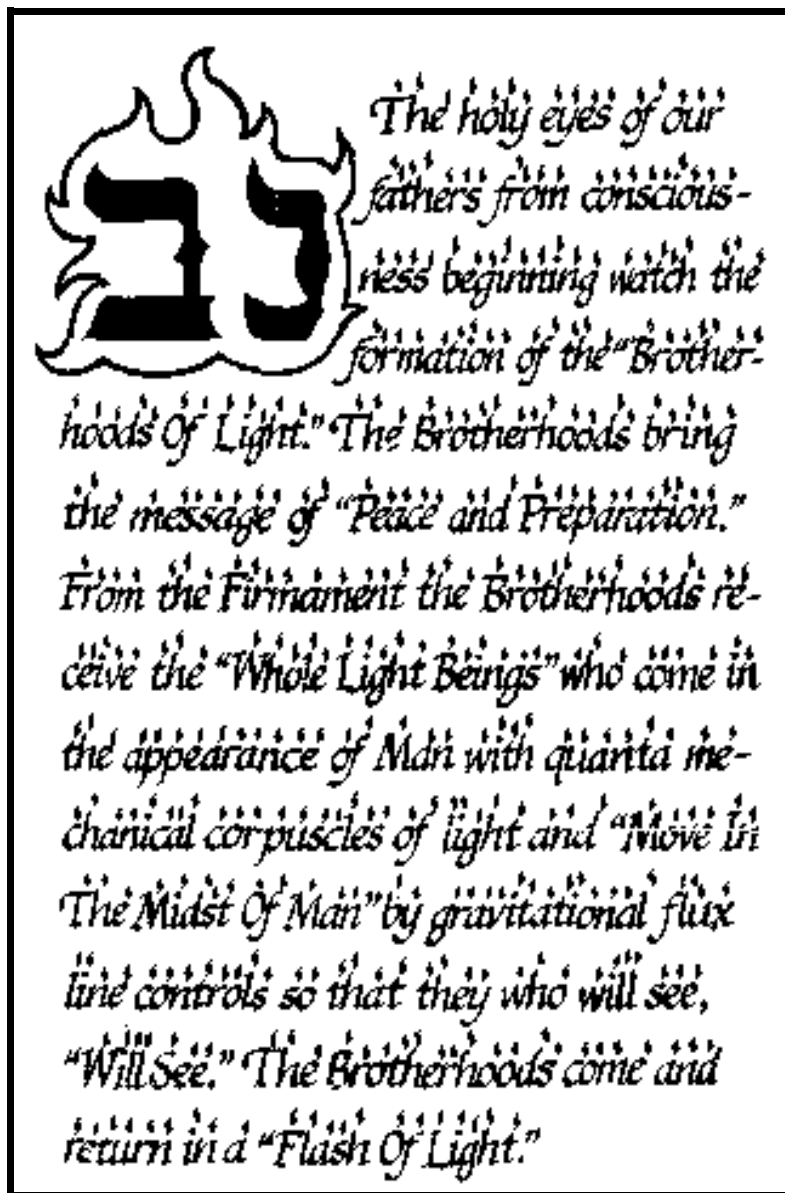 נב
The holy eyes of our
fathers from conscious-
ness beginning watch the
formation of the “Brother-
hoods Of Light.” The Brotherhoods bring
the message of “Peace and Preparation.”
From the Firmament the Brotherhoods re-
ceive the “Whole Light Beings” who come in
the appearance of Man with quanta me-
chanical corpuscles of light and “Move In
The Midst Of Man” by gravitational flux
line controls so that they who will see,
“Will See.” The Brotherhoods come and
return in a “Flash Of Light.”